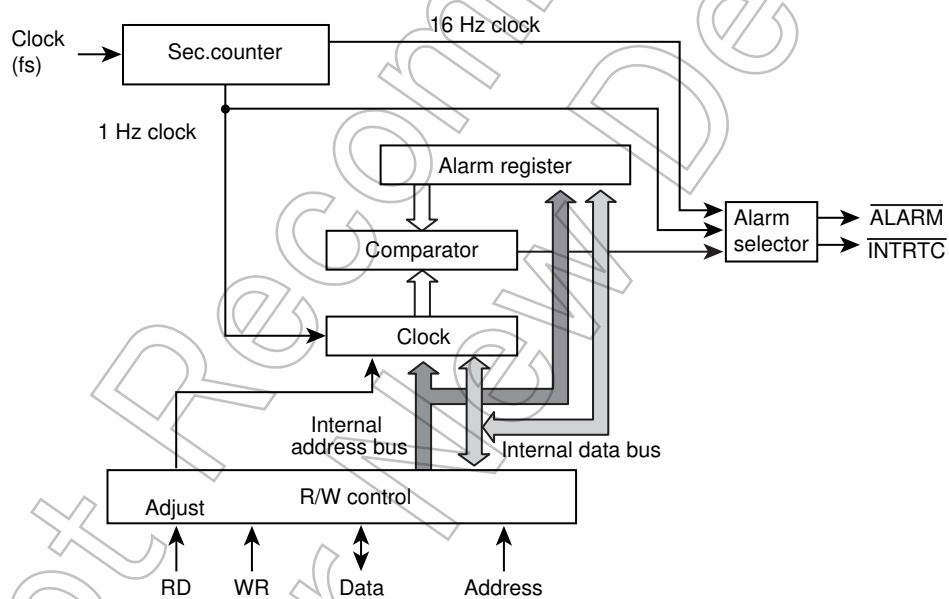 16 Hz clock
Clock
(fs)
Sec.counter
1 Hz clock
Alarm register
Alarm
selector
ALARM
INTRTC
Comparator
Clock
Internal
address bus
Internal data bus
R/W control
Adjust
RD
WR
Data
Address